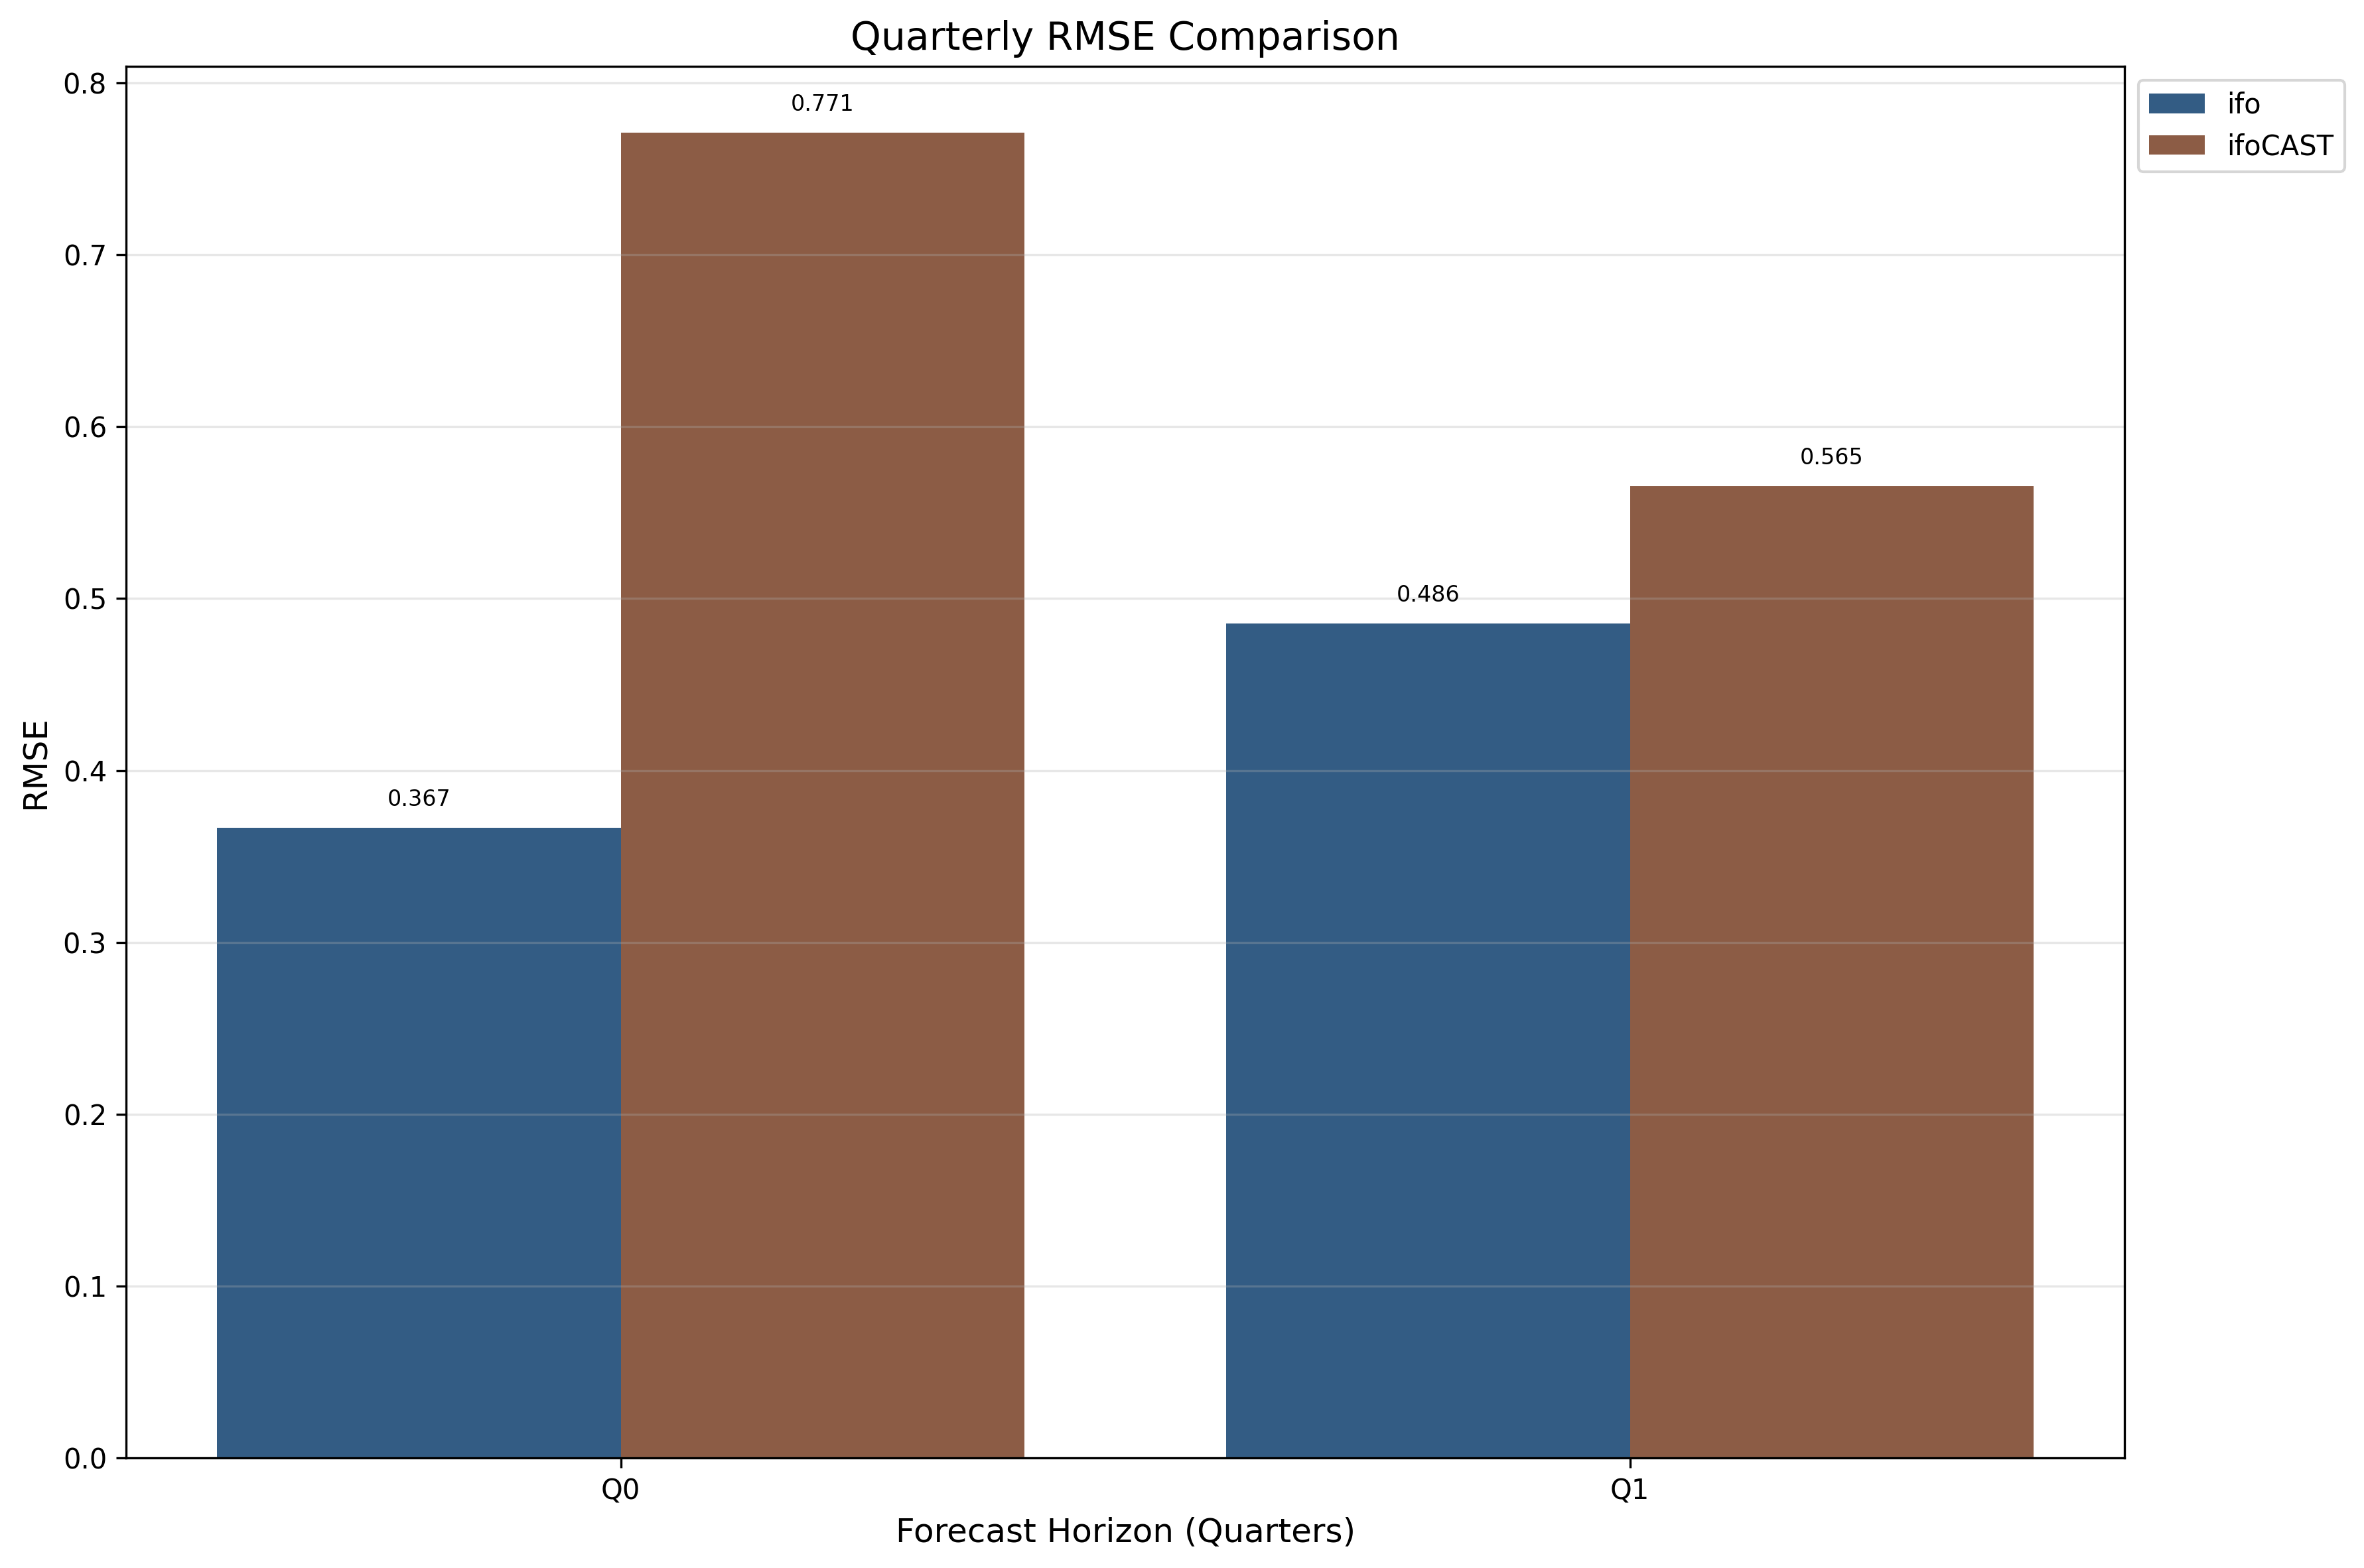 Quarterly RMSE Comparison
0.8
0.7
0.6
0.5
0.4
0.3
0.2
0.1
0.0
RMSE
0.367
0.771
0.486
0.565
Q0
Q1
Forecast Horizon (Quarters)
ifo
ifoCAST